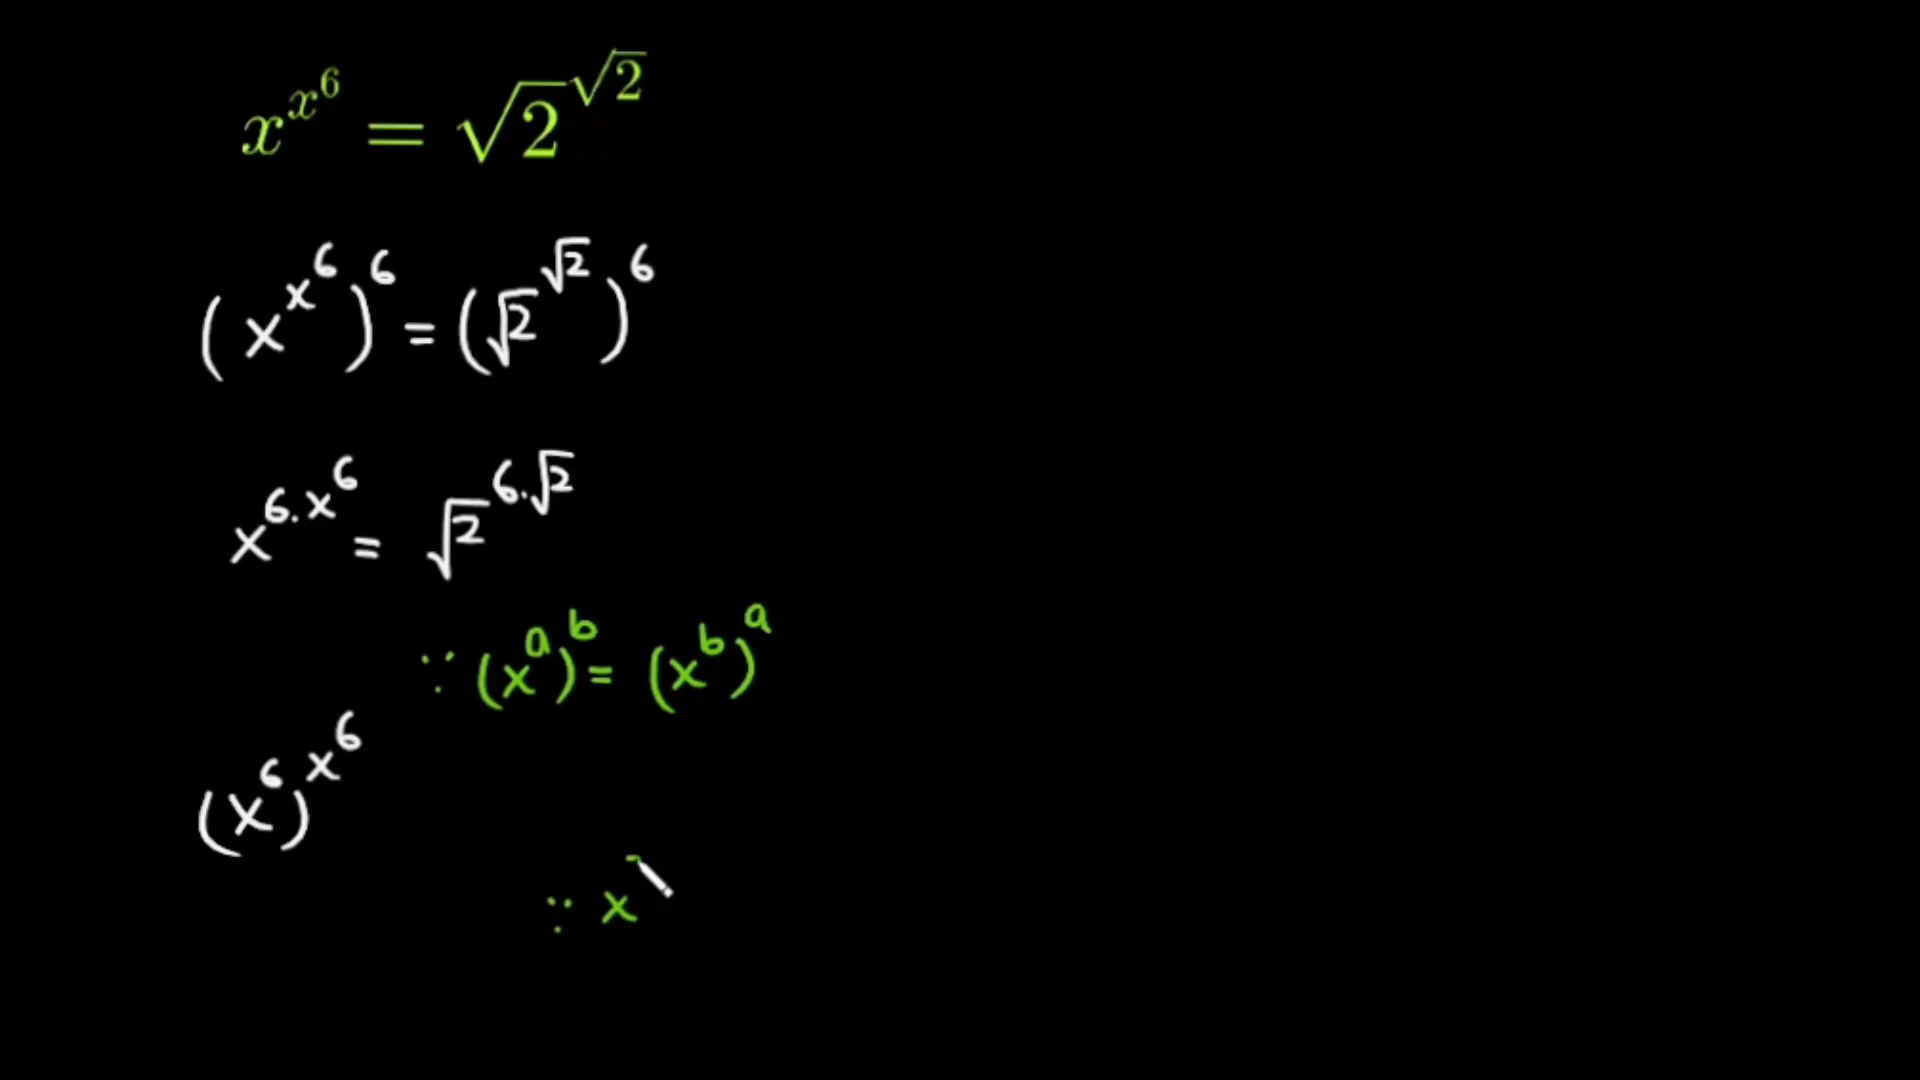 x^{x^6} = √2^{√2}
(x^{x^6})^6 = (√2^{√2})^6
x^{6·x^6} = √2^{6·√2}
∵ (x^a)^b = (x^b)^a
(x^6)^{x^6}
∵ x